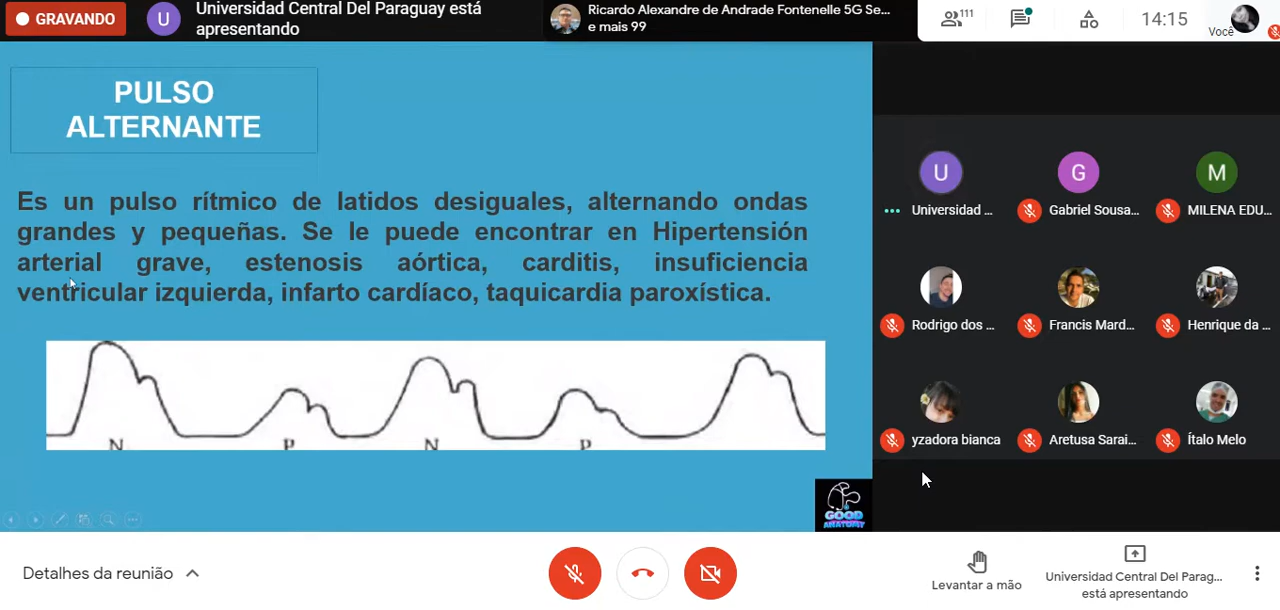 GRAVANDO
U
Universidad Central Del Paraguay está
apresentando
Ricardo Alexandre de Andrade Fontenelle 5G Se...
e mais 99
111
14:15
Você
PULSO
ALTERNANTE
Es un pulso rítmico de latidos desiguales, alternando ondas
grandes y pequeñas. Se le puede encontrar en Hipertensión
arterial grave, estenosis aórtica, carditis, insuficiencia
ventricular izquierda, infarto cardíaco, taquicardia paroxística.
N P N P
GOOD
ANATOMY
U
G
M
Universidad ...
Gabriel Sousa...
MILENA EDU...
Rodrigo dos ...
Francis Mard...
Henrique da ...
yzadora bianca
Aretusa Sarai...
Ítalo Melo
Detalhes da reunião
Levantar a mão
Universidad Central Del Parag...
está apresentando